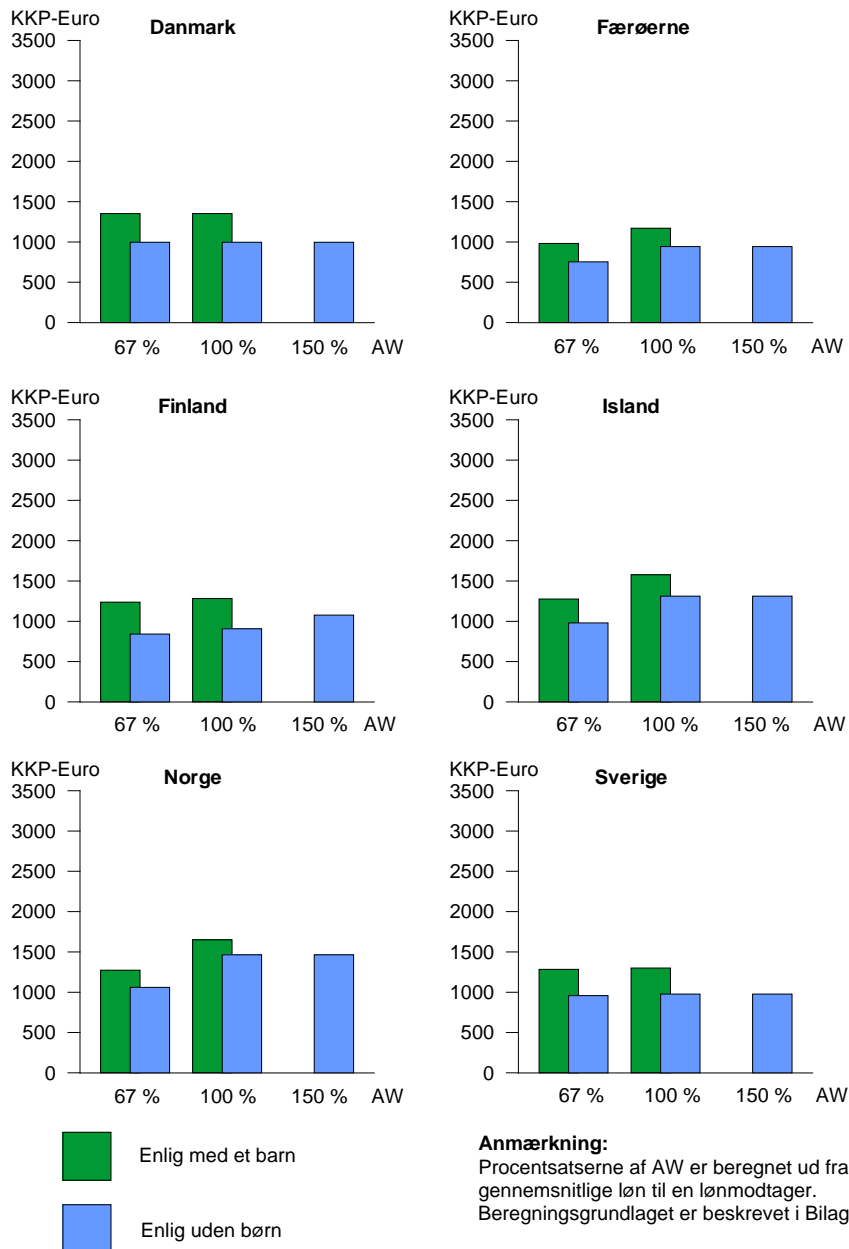 KKP-Euro
Danmark
3500
3000
2500
2000
1500
1000
500
0
67 % 100 % 150 % AW
KKP-Euro
Færøerne
3500
3000
2500
2000
1500
1000
500
0
67 % 100 % 150 % AW
KKP-Euro
Finland
3500
3000
2500
2000
1500
1000
500
0
67 % 100 % 150 % AW
KKP-Euro
Island
3500
3000
2500
2000
1500
1000
500
0
67 % 100 % 150 % AW
KKP-Euro
Norge
3500
3000
2500
2000
1500
1000
500
0
67 % 100 % 150 % AW
KKP-Euro
Sverige
3500
3000
2500
2000
1500
1000
500
0
67 % 100 % 150 % AW
Enlig med et barn
Enlig uden børn
Anmærkning:
Procentsatserne af AW er beregnet ud fra
gennemsnitlige løn til en lønmodtager.
Beregningsgrundlaget er beskrevet i Bilag